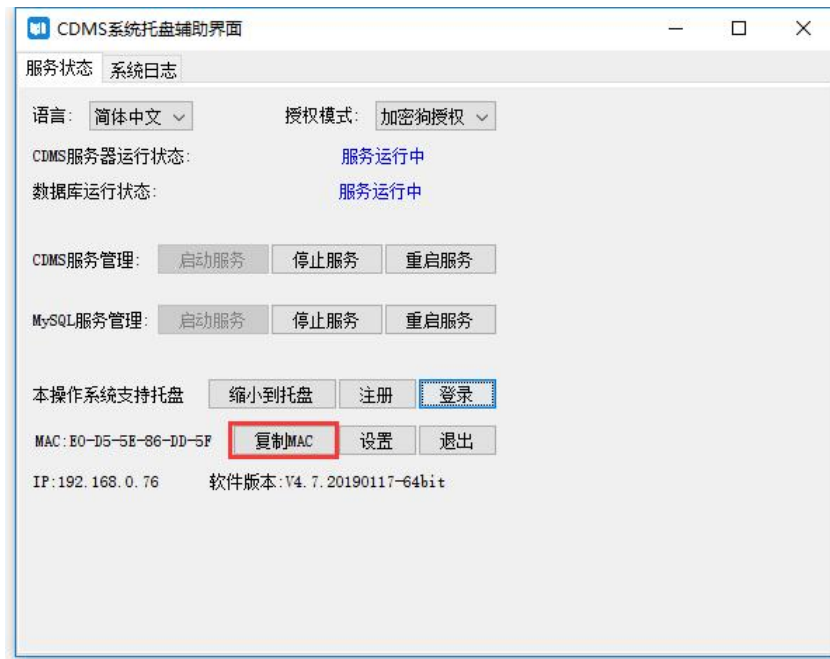 CDMS系统托盘辅助界面
服务状态 系统日志
语言: 简体中文 授权模式: 加密狗授权
CDMS服务器运行状态: 服务运行中
数据库运行状态: 服务运行中
CDMS服务管理: 启动服务 停止服务 重启服务
MySQL服务管理: 启动服务 停止服务 重启服务
本操作系统支持托盘 缩小到托盘 注册 登录
MAC:E0-D5-5E-86-DD-5F 复制MAC 设置 退出
IP:192.168.0.76 软件版本:V4.7.20190117-64bit